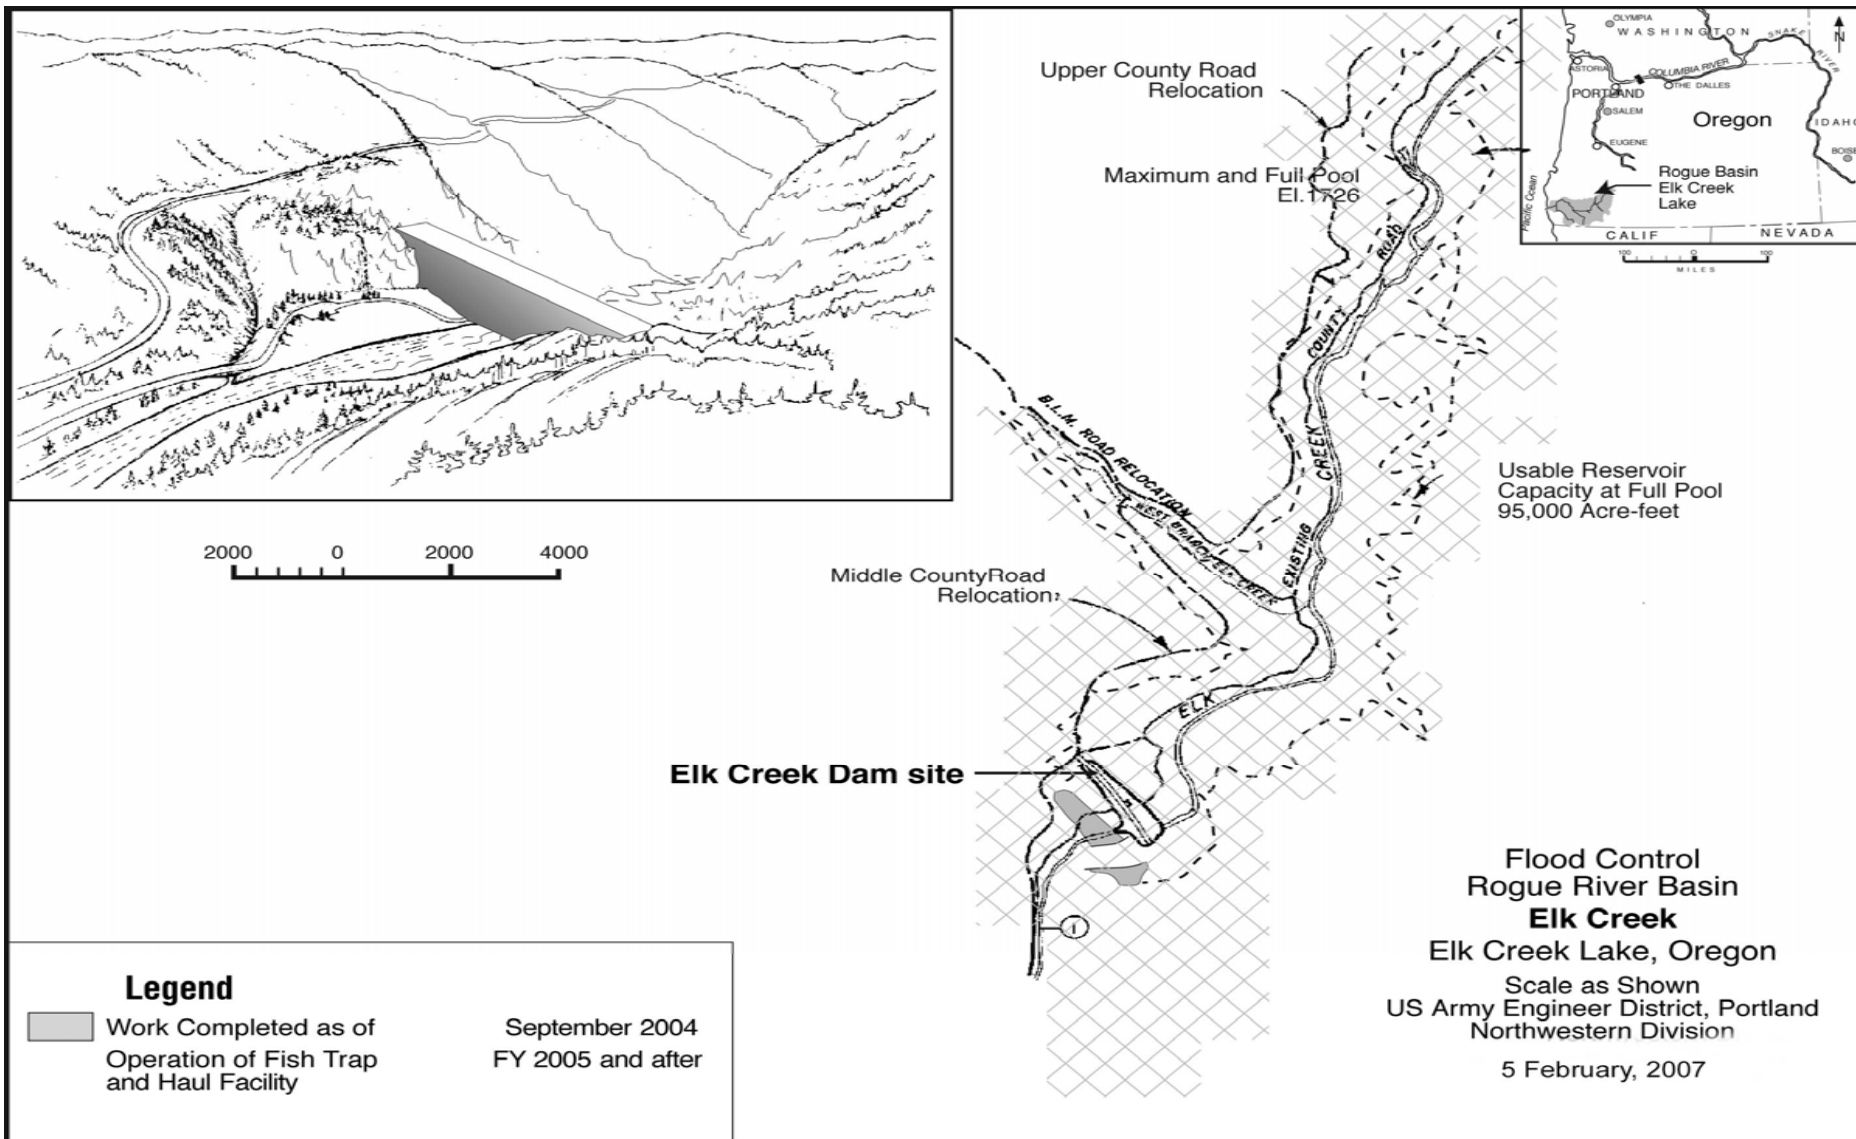 Upper County Road
Relocation
Maximum and Full Pool
El.1726
OLYMPIA
WASHINGTON
SNAKE RIVER
N
ASTORIA
COLUMBIA RIVER
PORTLAND
THE DALLES
SALEM
Oregon
IDAHO
EUGENE
BOISE
Rogue Basin
Elk Creek
Lake
Pacific Ocean
CALIF
NEVADA
100 0 100
MILES
B.L.M. ROAD RELOCATION
WEST BRANCH ELK CREEK
EXISTING COUNTY ROAD
ELK CREEK
Usable Reservoir
Capacity at Full Pool
95,000 Acre-feet
2000 0 2000 4000
Middle CountyRoad
Relocation
Elk Creek Dam site
1
Flood Control
Rogue River Basin
Elk Creek
Elk Creek Lake, Oregon
Scale as Shown
US Army Engineer District, Portland
Northwestern Division
5 February, 2007
Legend
Work Completed as of September 2004
Operation of Fish Trap FY 2005 and after
and Haul Facility